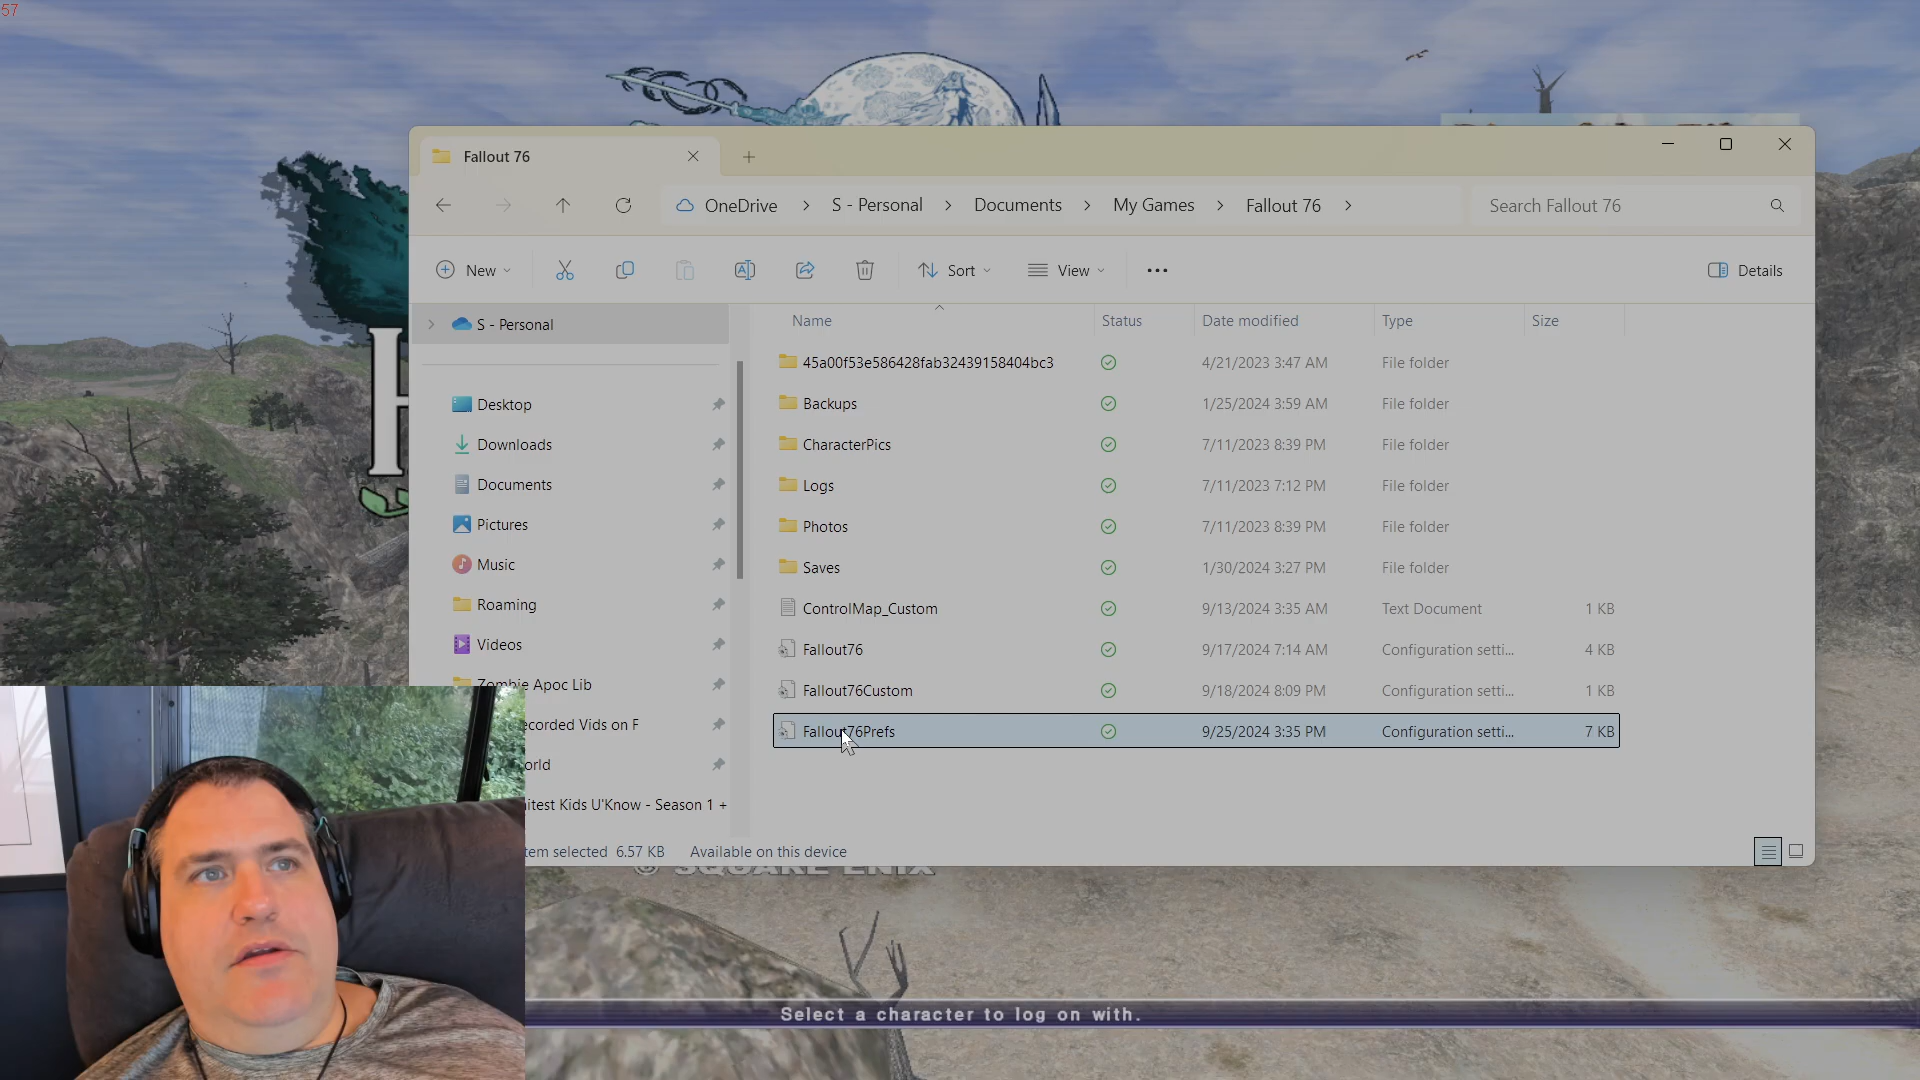 57
Fallout 76
OneDrive > S - Personal > Documents > My Games > Fallout 76 >
Search Fallout 76
New
Sort
View
Details
S - Personal
Desktop
Downloads
Documents
Pictures
Music
Roaming
Videos
Zombie Apoc Lib
ecorded Vids on F
orld
itest Kids U'Know - Season 1 +
Name Status Date modified Type Size
45a00f53e586428fab32439158404bc3 4/21/2023 3:47 AM File folder
Backups 1/25/2024 3:59 AM File folder
CharacterPics 7/11/2023 8:39 PM File folder
Logs 7/11/2023 7:12 PM File folder
Photos 7/11/2023 8:39 PM File folder
Saves 1/30/2024 3:27 PM File folder
ControlMap_Custom 9/13/2024 3:35 AM Text Document 1 KB
Fallout76 9/17/2024 7:14 AM Configuration setti... 4 KB
Fallout76Custom 9/18/2024 8:09 PM Configuration setti... 1 KB
Fallout76Prefs 9/25/2024 3:35 PM Configuration setti... 7 KB
tem selected 6.57 KB Available on this device
© SQUARE ENIX
Select a character to log on with.